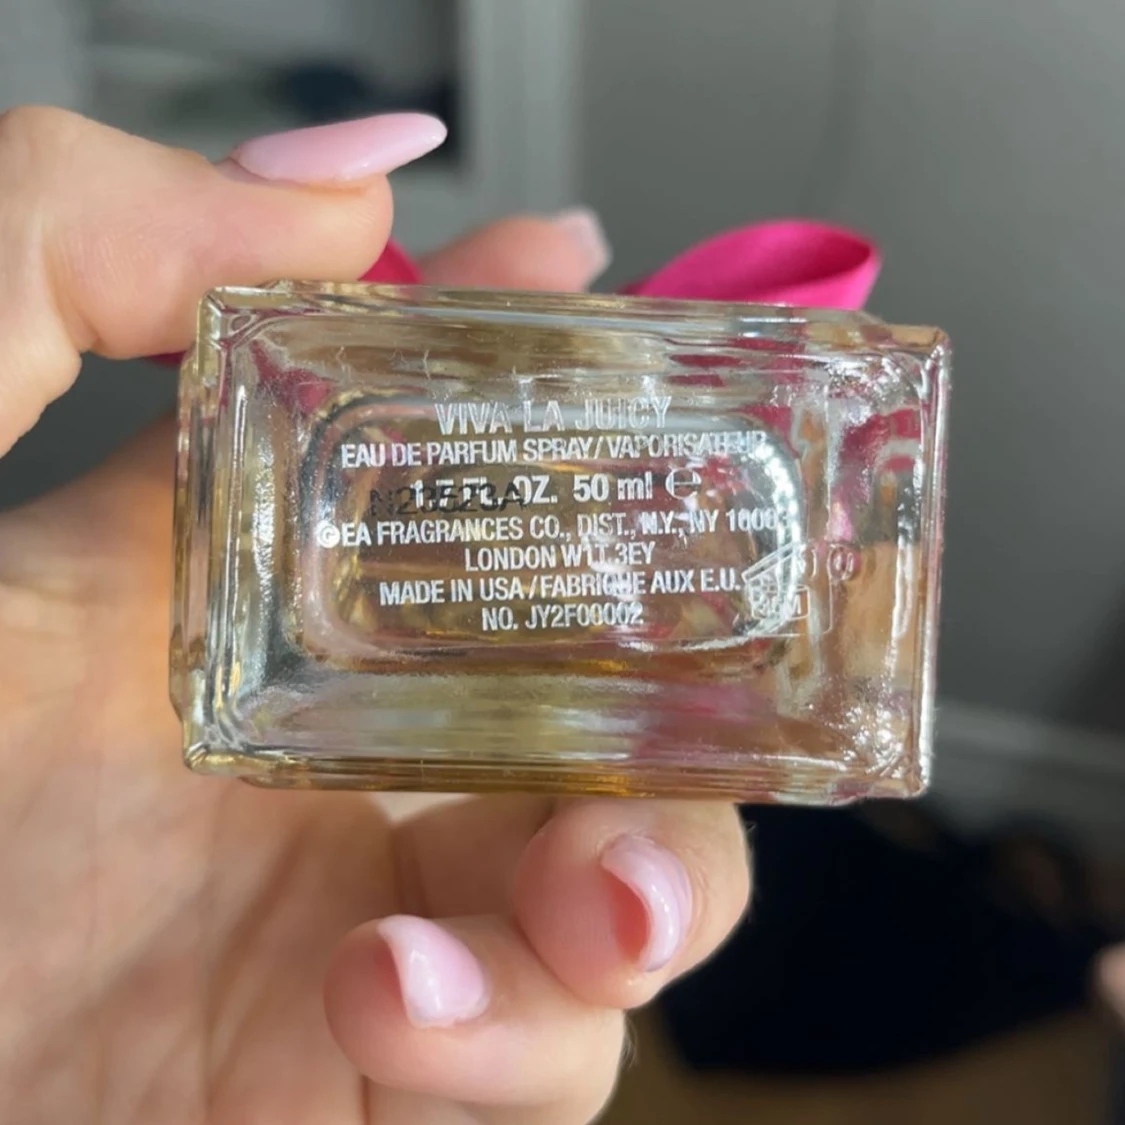 VIVA LA JUICY
EAU DE PARFUM SPRAY/VAPORISATEUR
1.7 FL. OZ. 50 ml ℮
©EA FRAGRANCES CO., DIST., N.Y., NY
LONDON W1T 3EY
MADE IN USA/FABRIQUE AUX E.U.
NO. JY2F00002